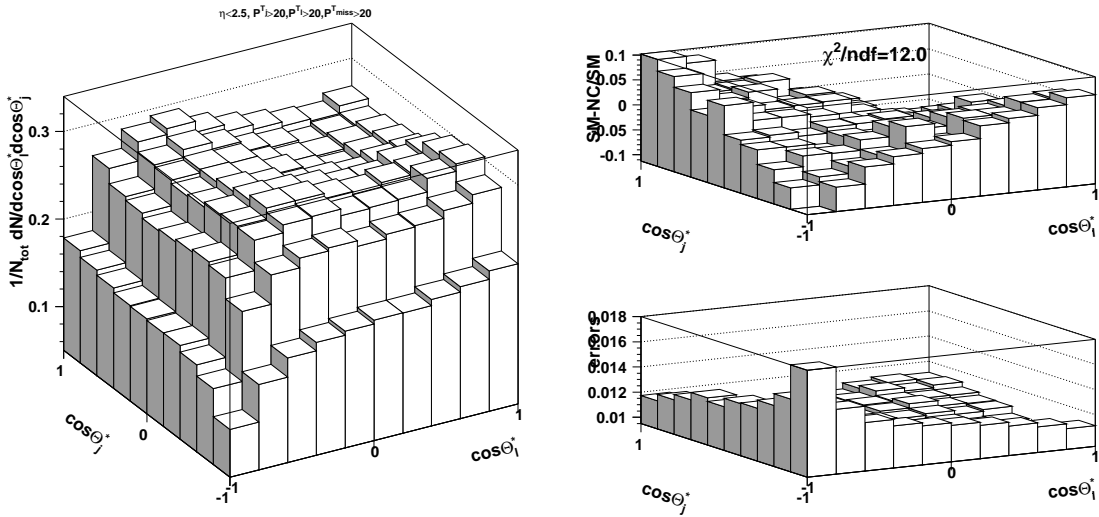 η<2.5, P^T_j>20,P^T_l>20,P^T_miss>20
1/N_tot dN/dcosΘ*_l dcosΘ*_j
0.3
0.2
0.1
1
0
-1
-1
0
1
cosΘ*_j
cosΘ*_l
χ²/ndf=12.0
SM-NC/SM
0.1
0.05
0
-0.05
-0.1
1
-1
-1
0
1
cosΘ*_j
cosΘ*_l
errors
0.018
0.016
0.014
0.012
0.01
1
-1
-1
0
1
cosΘ*_j
cosΘ*_l